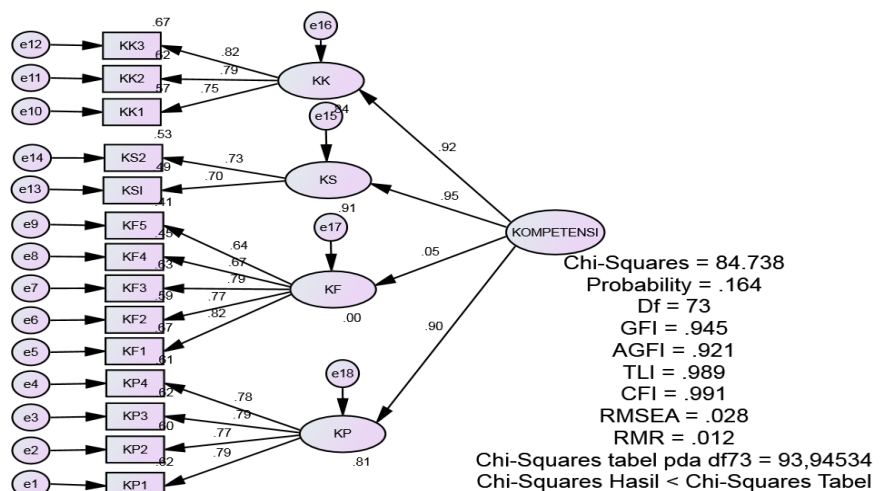 .67
e16
e12
KK3
.62
.82
e11
KK2
.79
KK
.57
.75
e10
KK1
.84
e15
.53
.92
e14
KS2
.73
.49
e13
KSI
.70
KS
.95
.41
.91
e9
KF5
e17
.45
.64
KOMPETENSI
e8
KF4
.67
.63
.05
e7
KF3
.79
KF
.59
.77
e6
KF2
.00
.67
.82
e5
KF1
.61
.90
e18
e4
KP4
.78
.62
e3
KP3
.79
.60
KP
e2
KP2
.77
.62
.79
.81
e1
KP1
Chi-Squares = 84.738
Probability = .164
Df = 73
GFI = .945
AGFI = .921
TLI = .989
CFI = .991
RMSEA = .028
RMR = .012
Chi-Squares tabel pda df73 = 93,94534
Chi-Squares Hasil < Chi-Squares Tabel